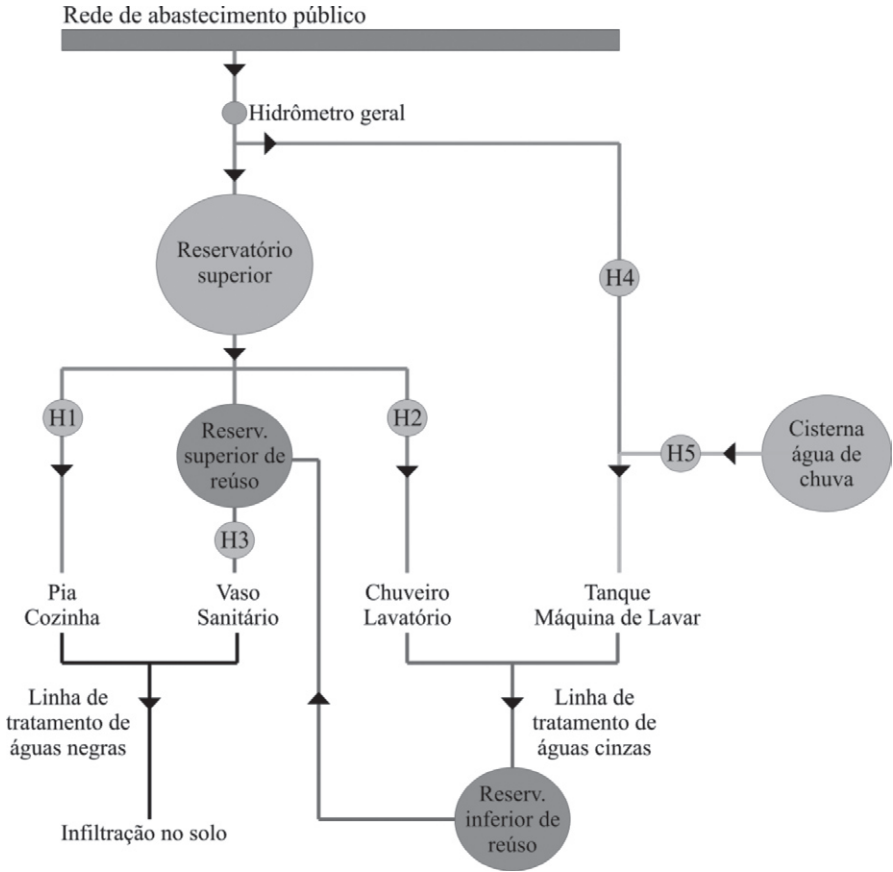 Rede de abastecimento público
Hidrômetro geral
Reservatório
superior
H4
H1
Reserv.
superior de
reúso
H2
H5
Cisterna
água de
chuva
H3
Pia
Cozinha
Vaso
Sanitário
Chuveiro
Lavatório
Tanque
Máquina de Lavar
Linha de
tratamento de
águas negras
Linha de
tratamento de
águas cinzas
Infiltração no solo
Reserv.
inferior de
reúso